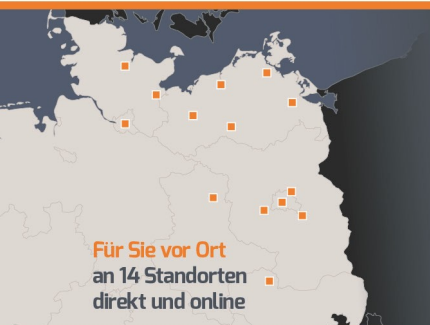 Für Sie vor Ort
an 14 Standorten
direkt und online